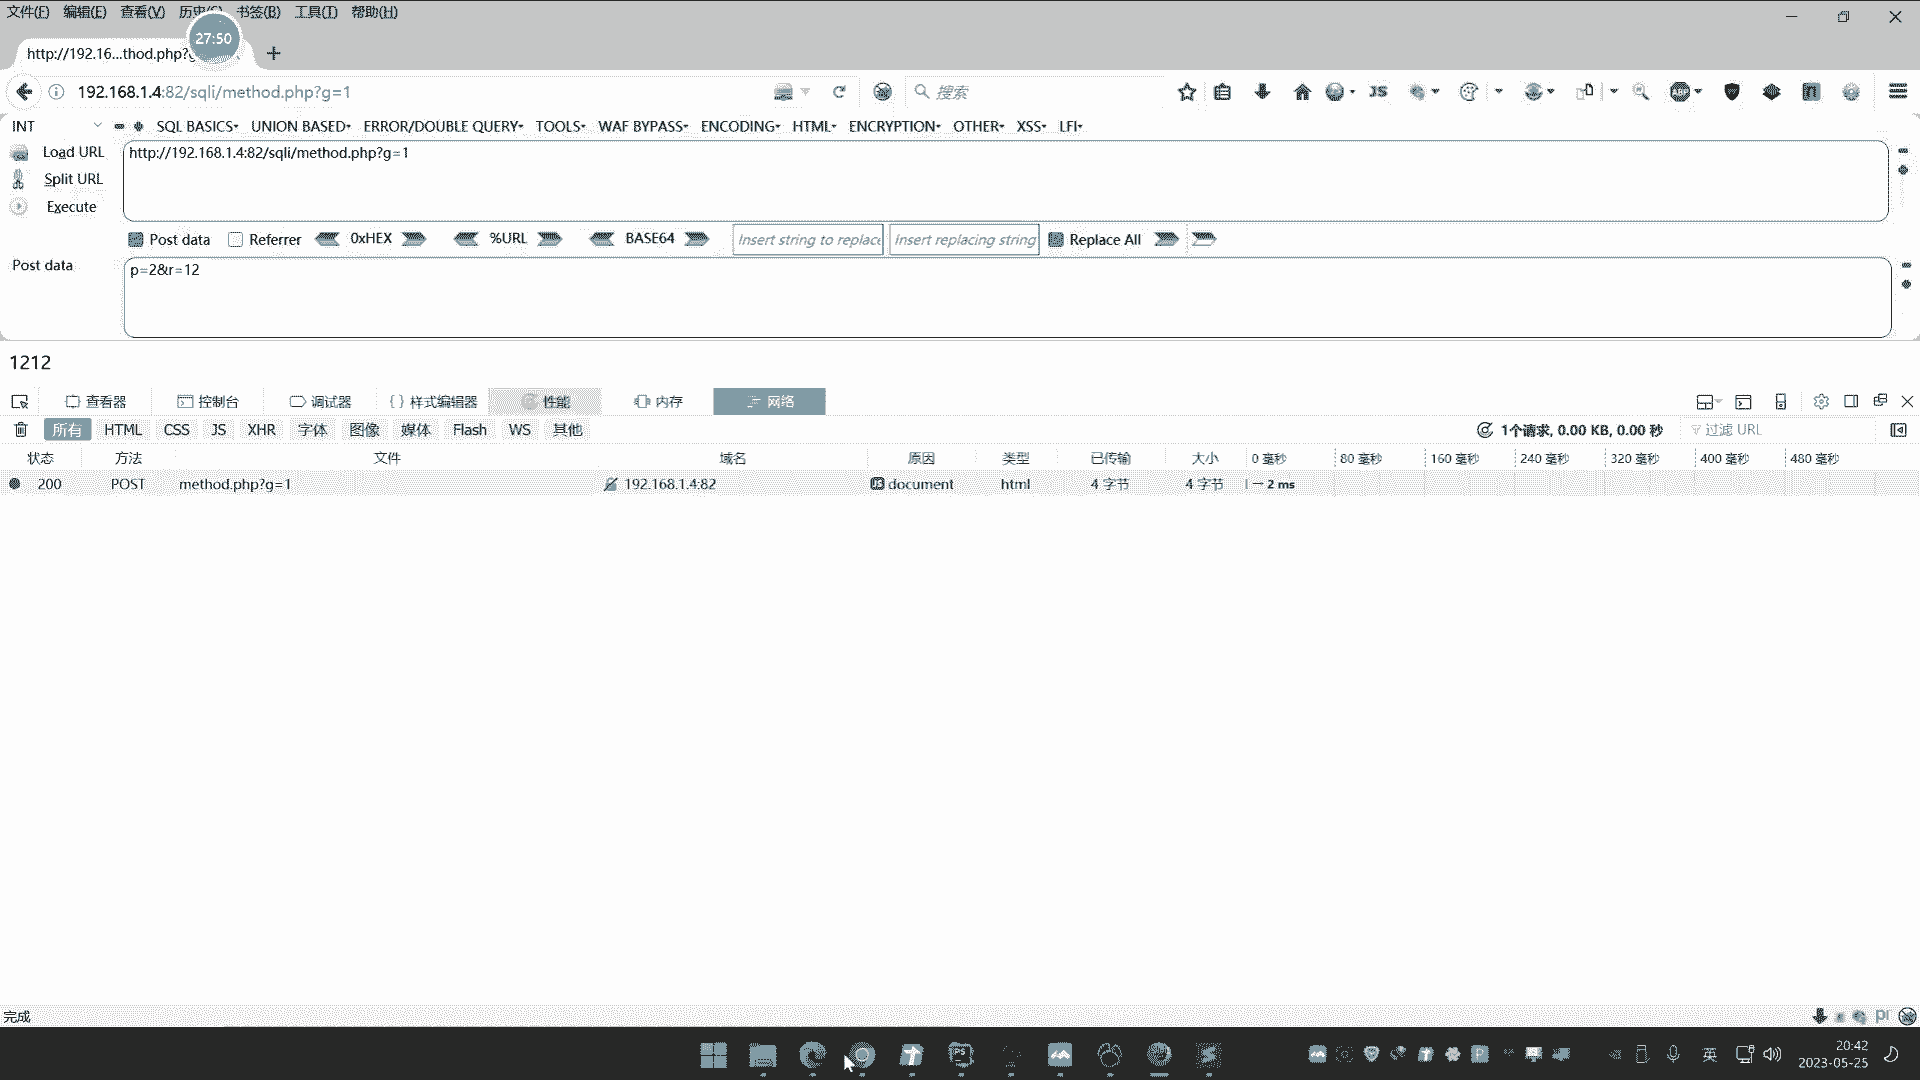 文件(F) 编辑(E) 查看(V) 历史(S) 书签(B) 工具(T) 帮助(H)
27:50
http://192.16...thod.php?g
192.168.1.4:82/sqli/method.php?g=1
搜索
INT SQL BASICS UNION BASED ERROR/DOUBLE QUERY TOOLS WAF BYPASS ENCODING HTML ENCRYPTION OTHER XSS LFI
Load URL http://192.168.1.4:82/sqli/method.php?g=1
Split URL
Execute
Post data Referrer 0xHEX %URL BASE64 Insert string to replace Insert replacing string Replace All
Post data p=2&r=12
1212
查看器 控制台 调试器 {} 样式编辑器 性能 内存 网络
所有 HTML CSS JS XHR 字体 图像 媒体 Flash WS 其他 1个请求, 0.00 KB, 0.00 秒 过滤 URL
状态 方法 文件 域名 原因 类型 已传输 大小 0 毫秒 80 毫秒 160 毫秒 240 毫秒 320 毫秒 400 毫秒 480 毫秒
200 POST method.php?g=1 192.168.1.4:82 document html 4 字节 4 字节 → 2 ms
完成
英
20:42
2023-05-25